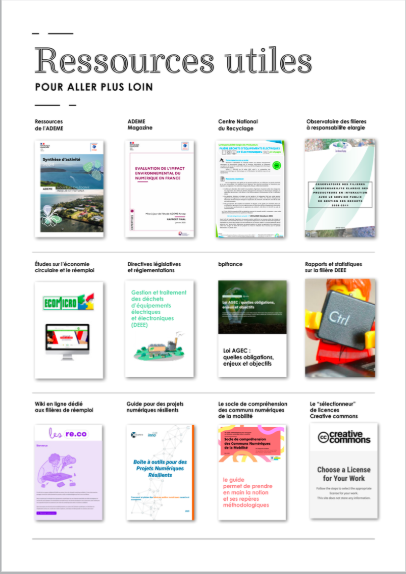 Ressources utiles
POUR ALLER PLUS LOIN
Ressources
de l'ADEME
ADEME
Magazine
Centre National
du Recyclage
Observatoire des filières
à responsabilité elargie
Synthèse d'activité
ÉVALUATION DE L'IMPACT
ENVIRONNEMENTAL DU
NUMÉRIQUE EN FRANCE
Études sur l'économie
circulaire et le réemploi
Directives législatives
et réglementations
bpifrance
Rapports et statistiques
sur la filière DEEE
ecomicro
Gestion et traitement
des déchets
d'équipements
électriques
et électroniques
(DEEE)
Loi AGEC :
quelles obligations,
enjeux et objectifs
Ctrl
Wiki en ligne dédié
aux filières de réemploi
Guide pour des projets
numériques résilients
Le socle de compréhension
des communs numériques
de la mobilité
Le "sélectionneur"
de licences
Creative commons
les re.co
Boîte à outils pour des
Projets Numériques
Résilients
Socle de compréhension
des Communs Numériques
de la Mobilité
le guide
permet de prendre
en main la notion
et ses repères
méthodologiques
cc creative
commons
Choose a License
for Your Work